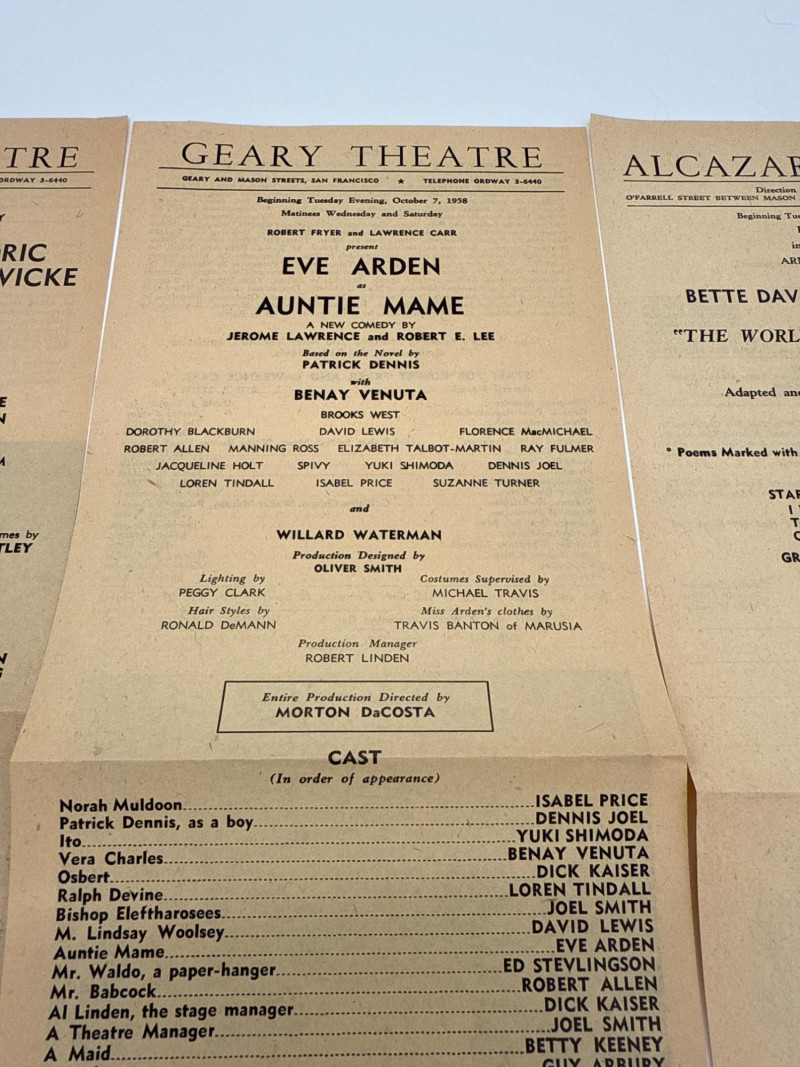 TRE
ORDWAY 3-6440
RIC
WICKE
mes by
TLEY
GEARY THEATRE
GEARY AND MASON STREETS, SAN FRANCISCO ★ TELEPHONE ORDWAY 3-6440
Beginning Tuesday Evening, October 7, 1958
Matinees Wednesday and Saturday
ROBERT FRYER and LAWRENCE CARR
present
EVE ARDEN
as
AUNTIE MAME
A NEW COMEDY BY
JEROME LAWRENCE and ROBERT E. LEE
Based on the Novel by
PATRICK DENNIS
with
BENAY VENUTA
BROOKS WEST
DOROTHY BLACKBURN DAVID LEWIS FLORENCE MacMICHAEL
ROBERT ALLEN MANNING ROSS ELIZABETH TALBOT-MARTIN RAY FULMER
JACQUELINE HOLT SPIVY YUKI SHIMODA DENNIS JOEL
LOREN TINDALL ISABEL PRICE SUZANNE TURNER
and
WILLARD WATERMAN
Production Designed by
OLIVER SMITH
Lighting by Costumes Supervised by
PEGGY CLARK MICHAEL TRAVIS
Hair Styles by Miss Arden's clothes by
RONALD DeMANN TRAVIS BANTON of MARUSIA
Production Manager
ROBERT LINDEN
Entire Production Directed by
MORTON DaCOSTA
CAST
(In order of appearance)
Norah Muldoon ISABEL PRICE
Patrick Dennis, as a boy DENNIS JOEL
Ito YUKI SHIMODA
Vera Charles BENAY VENUTA
Osbert DICK KAISER
Ralph Devine LOREN TINDALL
Bishop Eleftharosees JOEL SMITH
M. Lindsay Woolsey DAVID LEWIS
Auntie Mame EVE ARDEN
Mr. Waldo, a paper-hanger ED STEVLINGSON
Mr. Babcock ROBERT ALLEN
Al Linden, the stage manager DICK KAISER
A Theatre Manager JOEL SMITH
A Maid BETTY KEENEY
GUY ARBURY
ALCAZAR
Direction
O'FARRELL STREET BETWEEN MASON
Beginning Tue
in
AR
BETTE DAV
"THE WORL
Adapted and
* Poems Marked with
STAR
I
T
GR